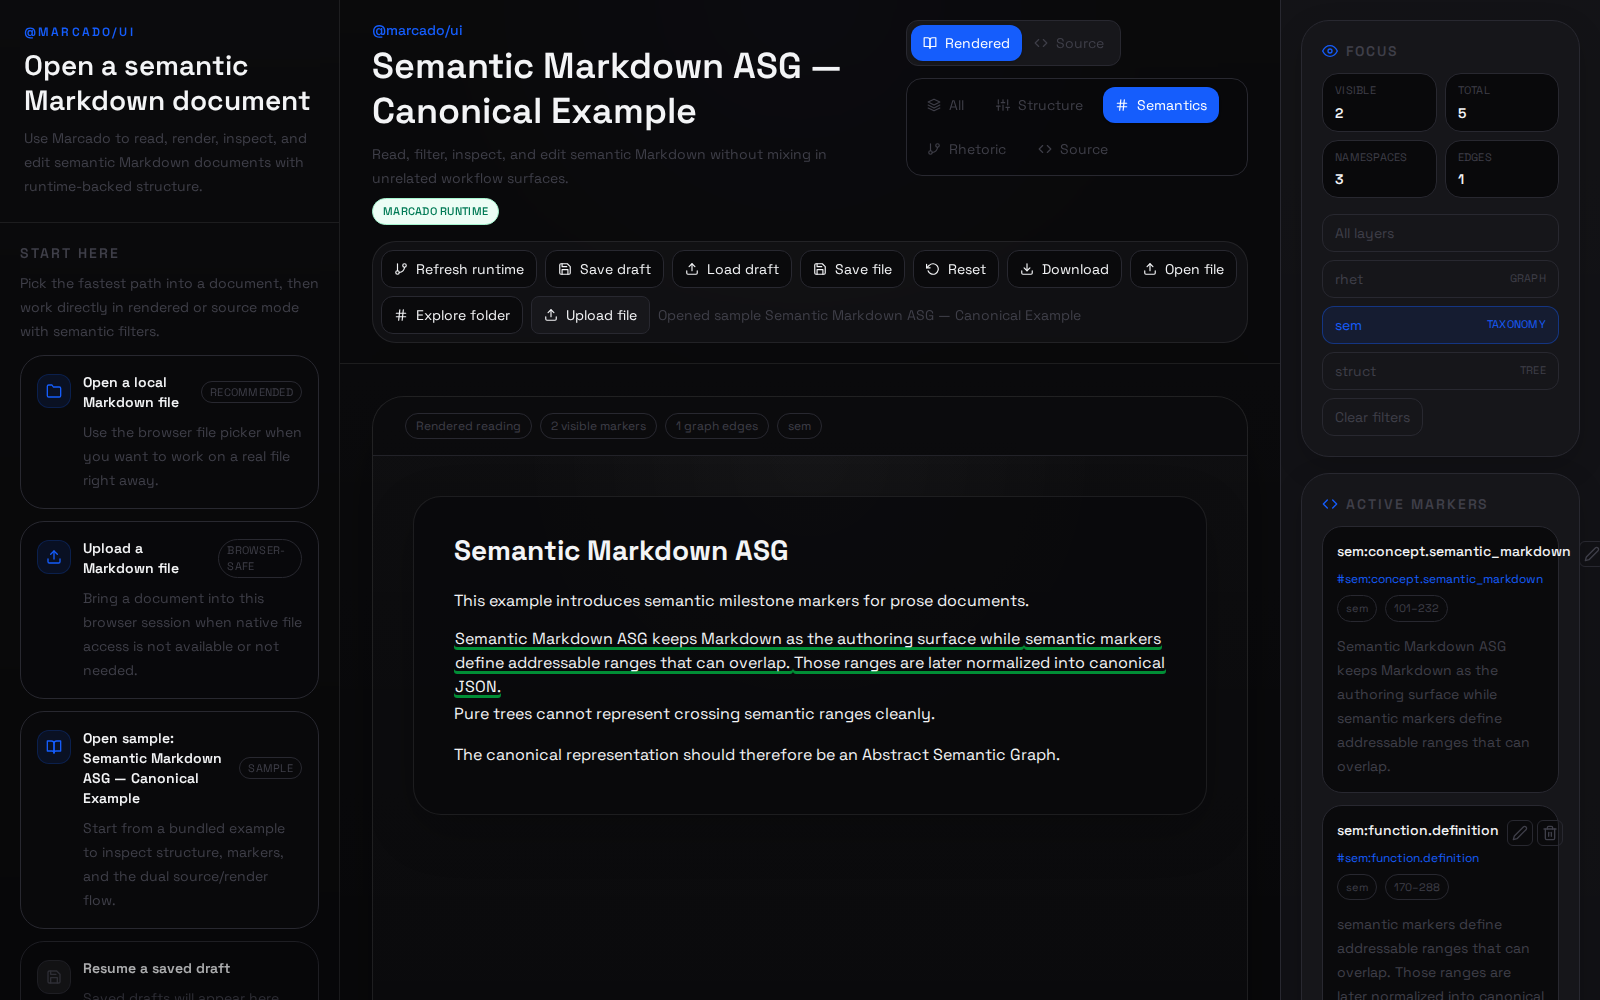 @MARCADO/UI
Open a semantic
Markdown document
Use Marcado to read, render, inspect, and
edit semantic Markdown documents with
runtime-backed structure.
START HERE
Pick the fastest path into a document, then
work directly in rendered or source mode
with semantic filters.
Open a local
Markdown file
RECOMMENDED
Use the browser file picker when
you want to work on a real file
right away.
Upload a
Markdown file
BROWSER-
SAFE
Bring a document into this
browser session when native file
access is not available or not
needed.
Open sample:
Semantic Markdown
ASG — Canonical
Example
SAMPLE
Start from a bundled example
to inspect structure, markers,
and the dual source/render
flow.
Resume a saved draft
Saved drafts will appear here
@marcado/ui
Semantic Markdown ASG —
Canonical Example
Read, filter, inspect, and edit semantic Markdown without mixing in
unrelated workflow surfaces.
MARCADO RUNTIME
Rendered Source
All Structure Semantics
Rhetoric Source
Refresh runtime Save draft Load draft Save file Reset Download Open file
Explore folder Upload file Opened sample Semantic Markdown ASG — Canonical Example
Rendered reading 2 visible markers 1 graph edges sem
Semantic Markdown ASG
This example introduces semantic milestone markers for prose documents.
Semantic Markdown ASG keeps Markdown as the authoring surface while semantic markers
define addressable ranges that can overlap. Those ranges are later normalized into canonical
JSON.
Pure trees cannot represent crossing semantic ranges cleanly.
The canonical representation should therefore be an Abstract Semantic Graph.
FOCUS
VISIBLE
2
TOTAL
5
NAMESPACES
3
EDGES
1
All layers
rhet GRAPH
sem TAXONOMY
struct TREE
Clear filters
ACTIVE MARKERS
sem:concept.semantic_markdown
#sem:concept.semantic_markdown
sem 101–232
Semantic Markdown ASG
keeps Markdown as the
authoring surface while
semantic markers define
addressable ranges that can
overlap.
sem:function.definition
#sem:function.definition
sem 170–288
semantic markers define
addressable ranges that can
overlap. Those ranges are
later normalized into canonical